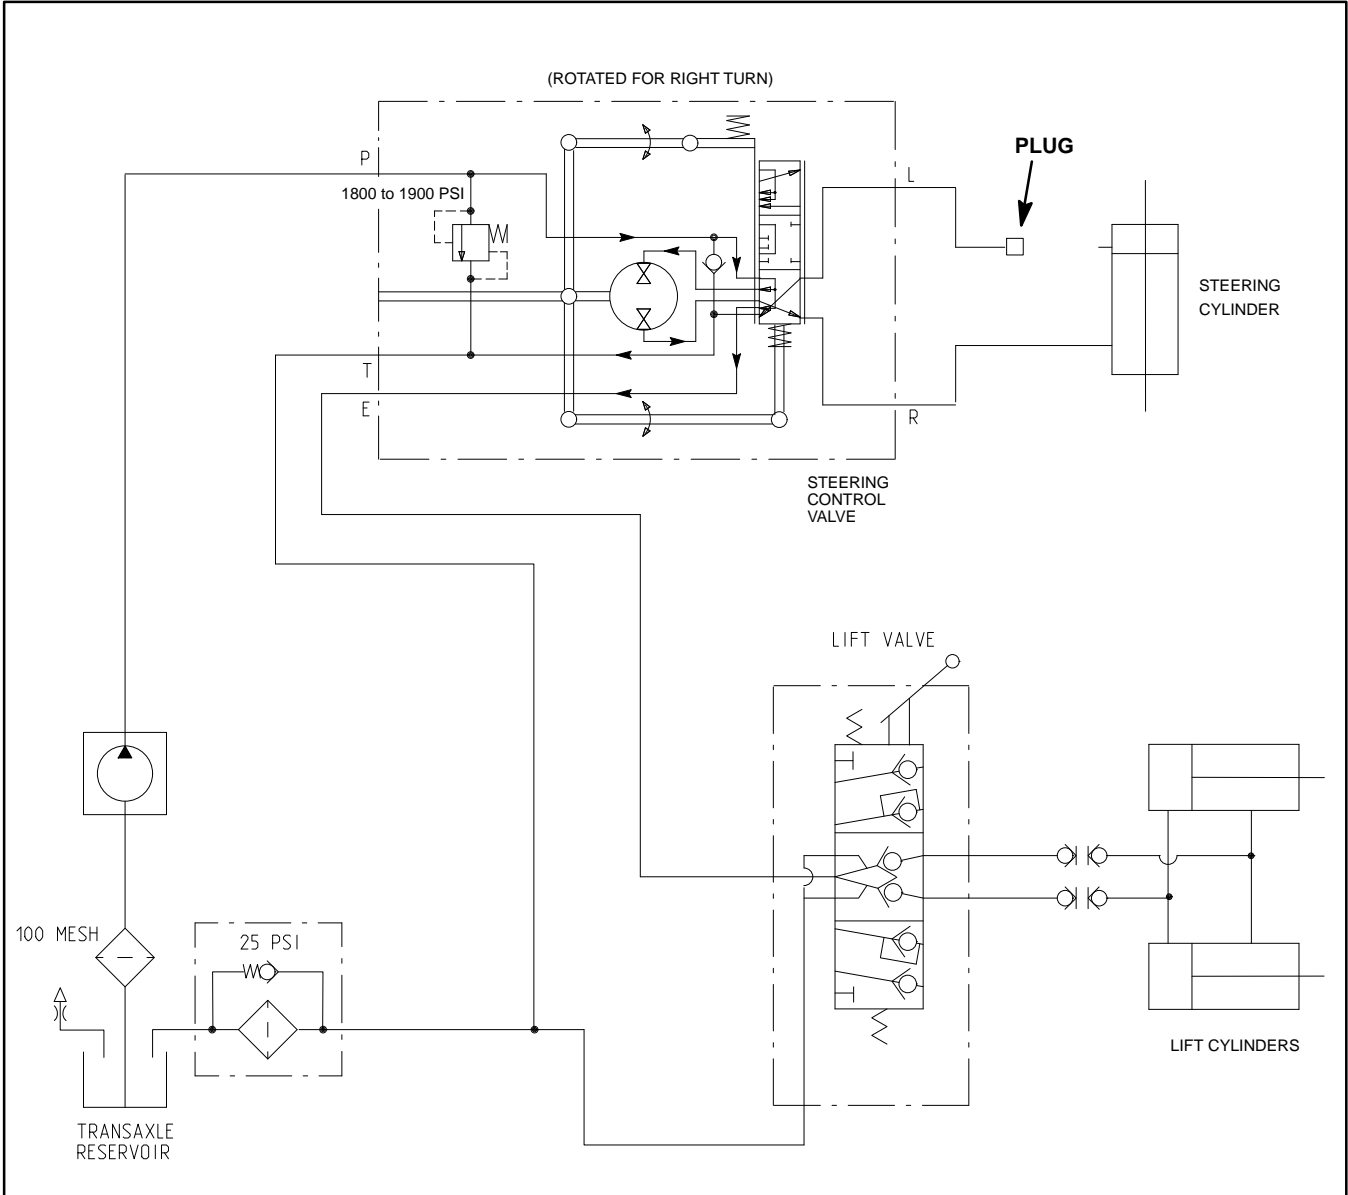 (ROTATED FOR RIGHT TURN)
P
1800 to 1900 PSI
L
PLUG
STEERING
CYLINDER
T
E
R
STEERING
CONTROL
VALVE
LIFT VALVE
100 MESH
25 PSI
LIFT CYLINDERS
TRANSAXLE
RESERVOIR